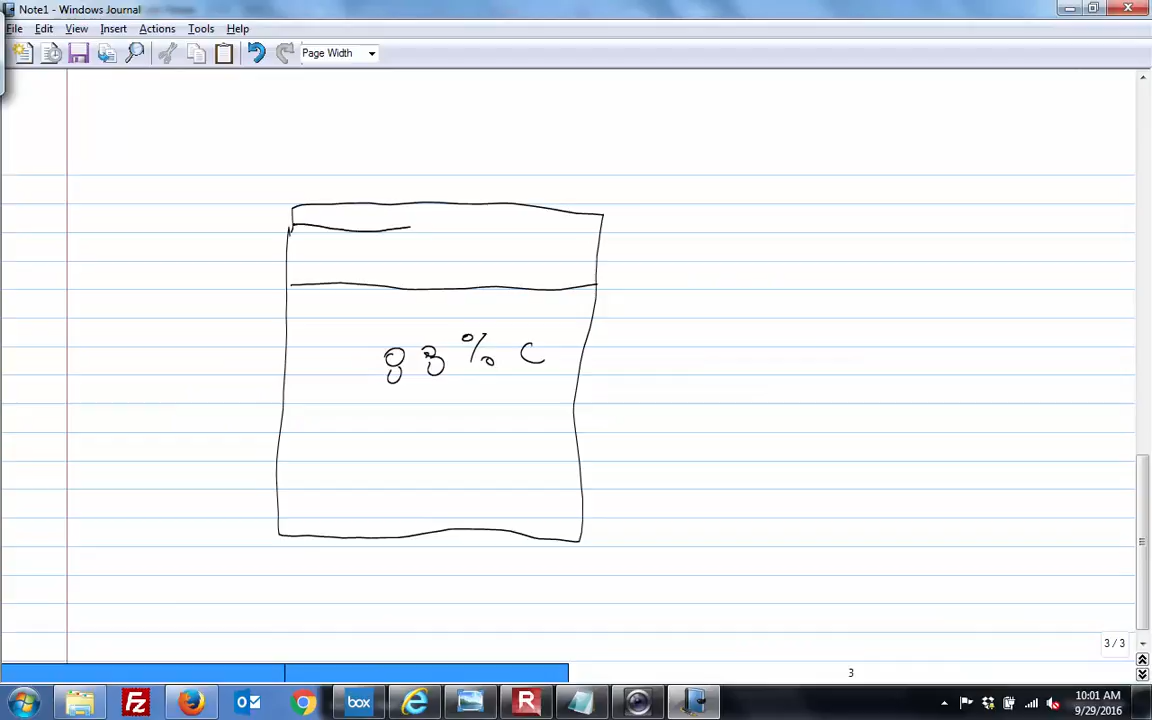 Note1 - Windows Journal
File Edit View Insert Actions Tools Help
Page Width
83% C
3 / 3
3
box
10:01 AM
9/29/2016